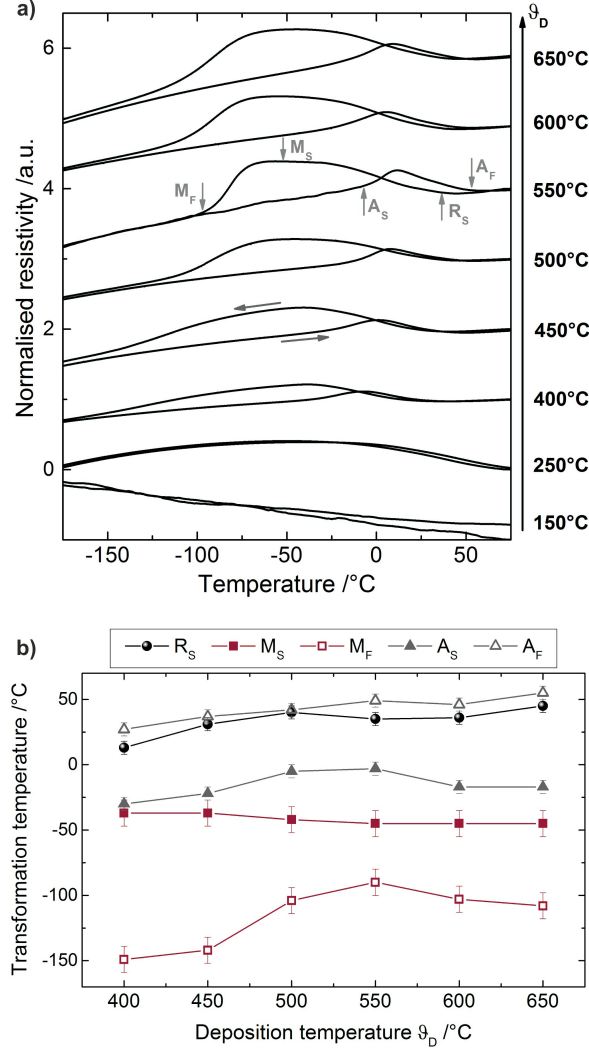 a)
ϑD
6
650°C
600°C
MS
AF
MF
4
550°C
AS
RS
500°C
Normalised resistivity /a.u.
2
450°C
400°C
0
250°C
150°C
-150 -100 -50 0 50
Temperature /°C
b)
RS MS MF AS AF
50
0
-50
-100
-150
Transformation temperature /°C
400 450 500 550 600 650
Deposition temperature ϑD /°C